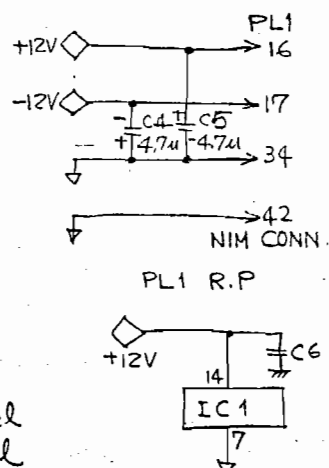 PL1
+12V 16
-12V 17
- C4 + C5
+ 4.7u - 4.7u 34
42
NIM CONN.
PL1 R.P
+12V C6
14
IC1
7